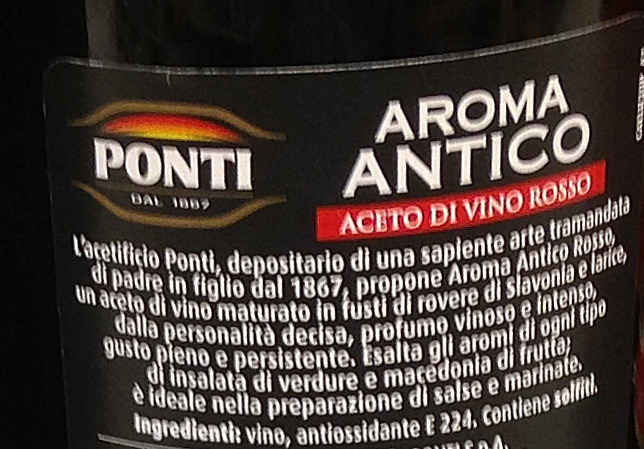 PONTI
DAL 1867
AROMA
ANTICO
ACETO DI VINO ROSSO
L'acetificio Ponti, depositario di una sapiente arte tramandata
di padre in figlio dal 1867, propone Aroma Antico Rosso,
un aceto di vino maturato in fusti di rovere di slavonia e larice,
dalla personalità decisa, profumo vinoso e intenso,
gusto pieno e persistente. Esalta gli aromi di ogni tipo
di insalata di verdure e macedonia di frutta;
è ideale nella preparazione di salse e marinate.
Ingredienti: vino, antiossidante E 224. Contiene solfiti.